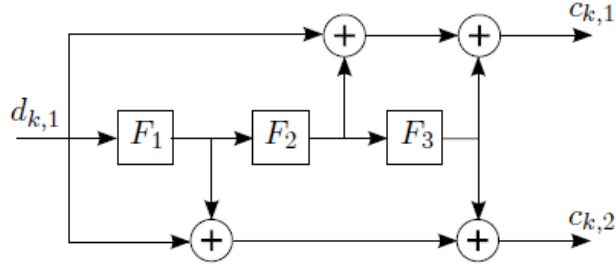 c_{k,1}
+ +
d_{k,1} F_1 F_2 F_3
c_{k,2}
+ +